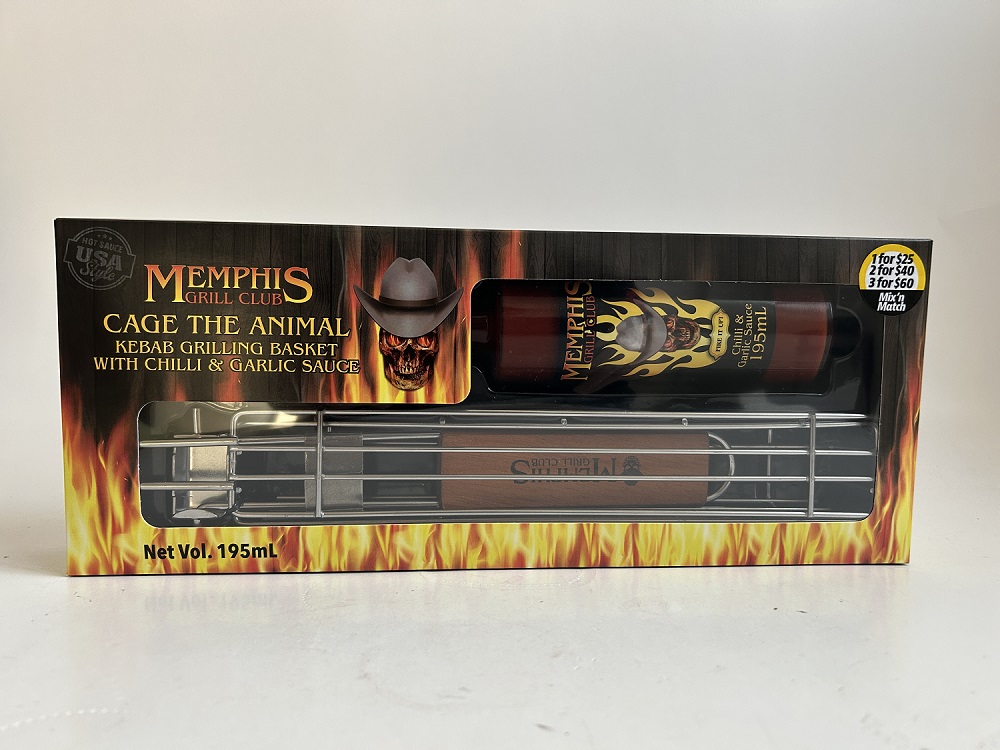 HOT SAUCE
USA
Style
MEMPHIS
GRILL CLUB
CAGE THE ANIMAL
KEBAB GRILLING BASKET
WITH CHILLI & GARLIC SAUCE
1 for $25
2 for $40
3 for $60
Mix'n
Match
MEMPHIS
GRILL CLUB
FIRE IT UP!
Chilli &
Garlic Sauce
195mL
MEMPHIS
GRILL CLUB
Net Vol. 195mL